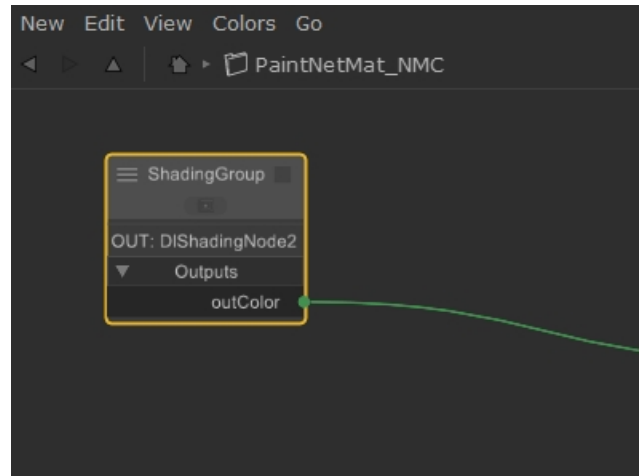 New Edit View Colors Go
PaintNetMat_NMC
ShadingGroup
OUT: DlShadingNode2
Outputs
outColor